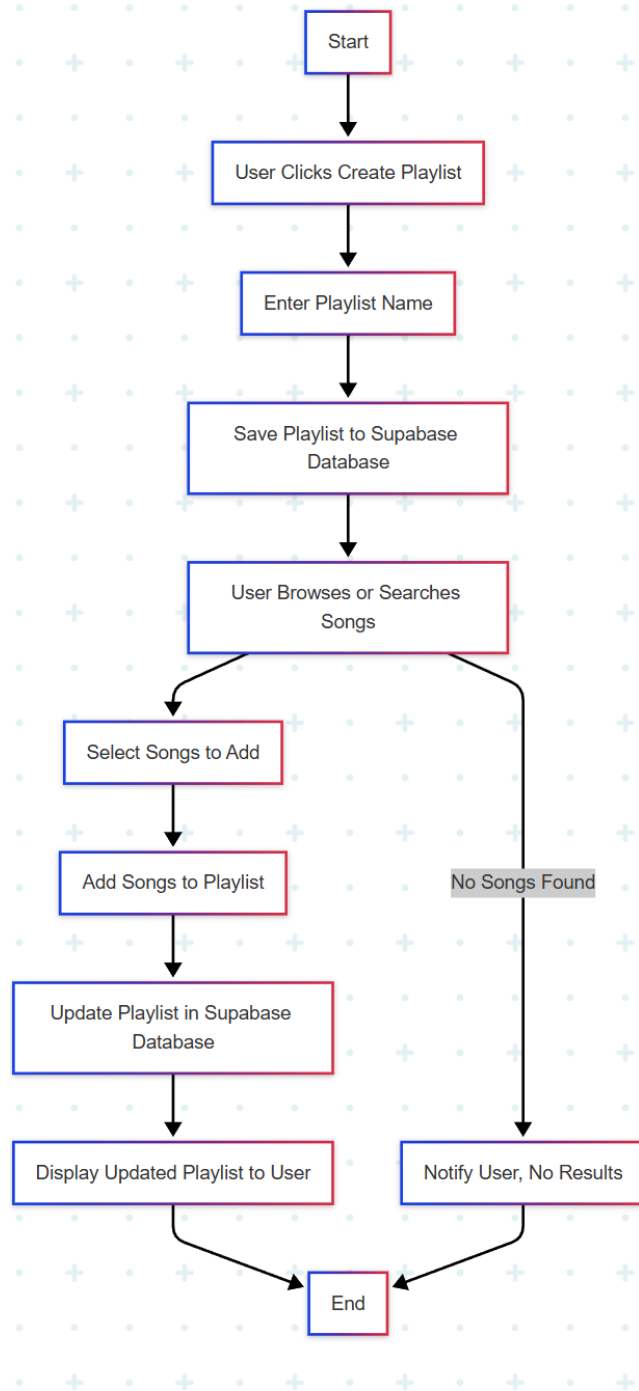 Start
User Clicks Create Playlist
Enter Playlist Name
Save Playlist to Supabase
Database
User Browses or Searches
Songs
Select Songs to Add
Add Songs to Playlist
No Songs Found
Update Playlist in Supabase
Database
Display Updated Playlist to User
Notify User, No Results
End